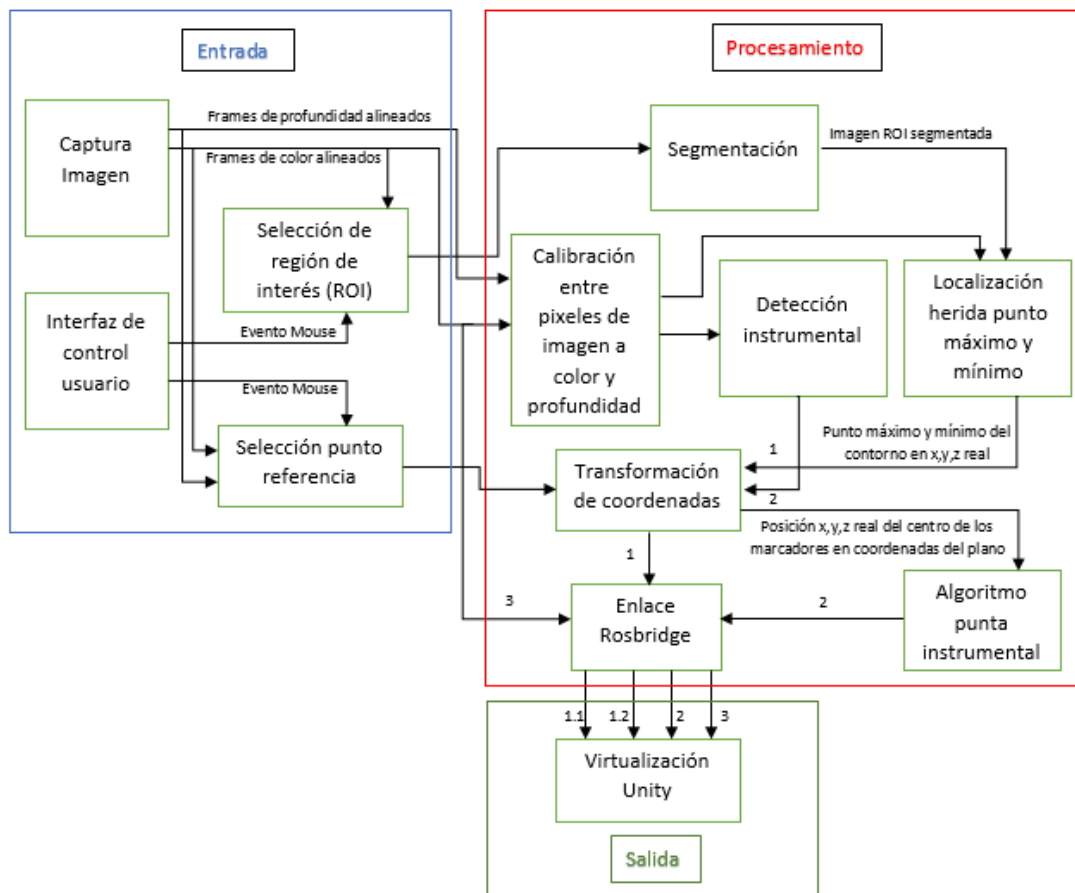 Entrada
Procesamiento
Captura
Imagen
Frames de profundidad alineados
Frames de color alineados
Segmentación
Imagen ROI segmentada
Selección de
región de
interés (ROI)
Calibración
entre
pixeles de
imagen a
color y
profundidad
Detección
instrumental
Localización
herida punto
máximo y
mínimo
Interfaz de
control
usuario
Evento Mouse
Evento Mouse
Selección punto
referencia
Transformación
de coordenadas
Punto máximo y mínimo del
contorno en x,y,z real
1
2
Posición x,y,z real del centro de los
marcadores en coordenadas del plano
1
3
Enlace
Rosbridge
2
Algoritmo
punta
instrumental
1.1
1.2
2
3
Virtualización
Unity
Salida